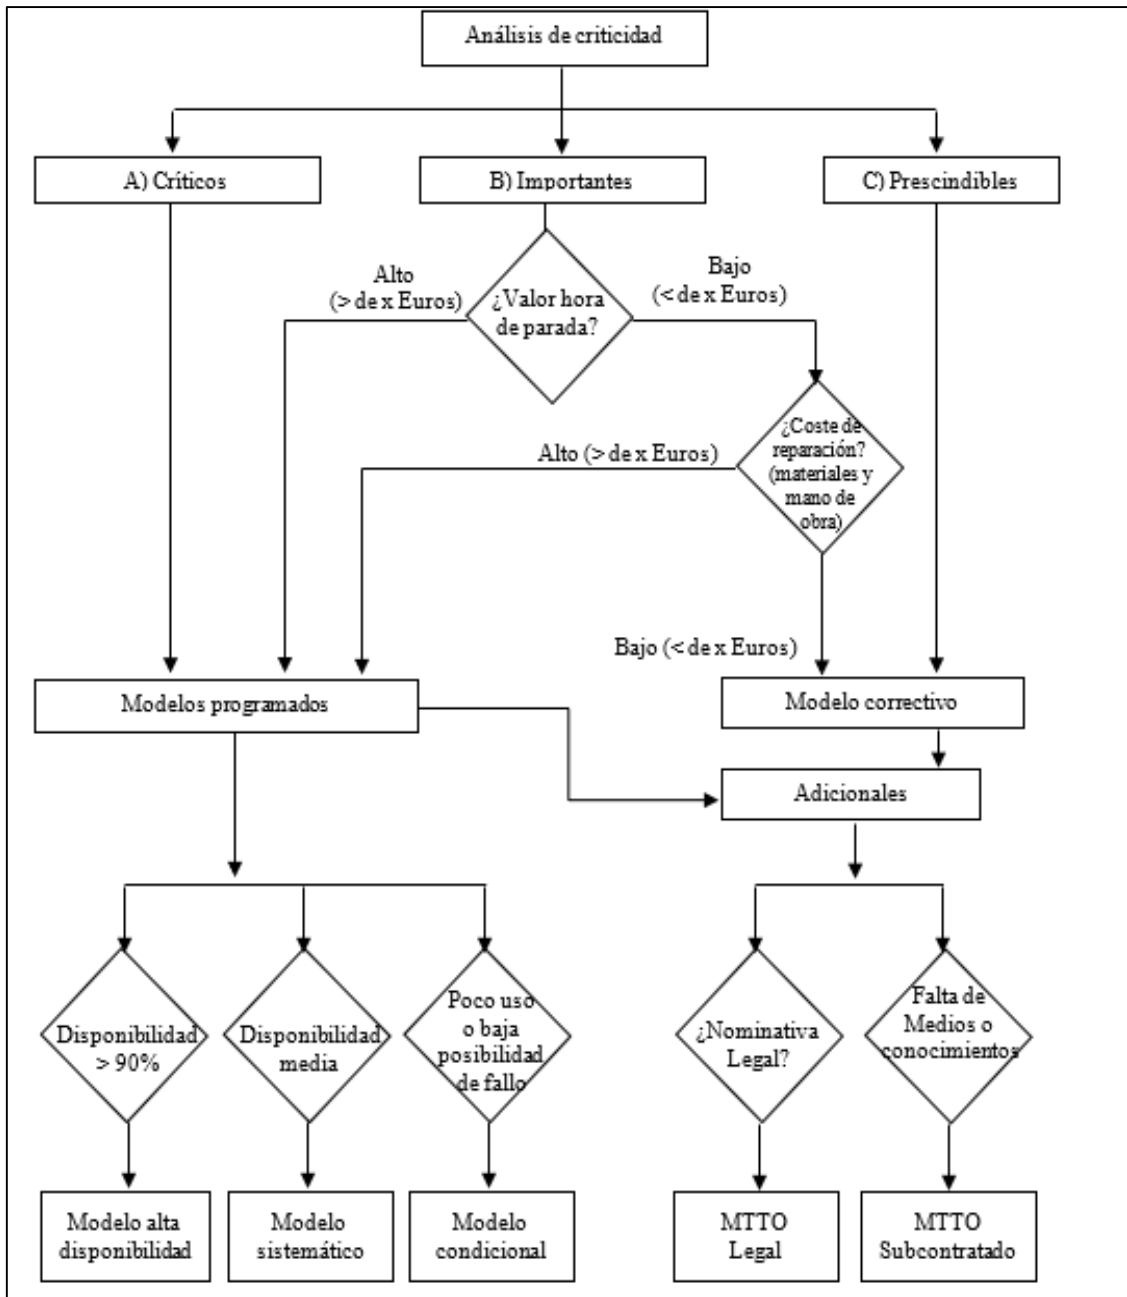 Análisis de criticidad
A) Críticos
B) Importantes
C) Prescindibles
Alto
(> de x Euros)
¿Valor hora
de parada?
Bajo
(< de x Euros)
Alto (> de x Euros)
¿Coste de
reparación?
(materiales y
mano de
obra)
Bajo (< de x Euros)
Modelos programados
Modelo correctivo
Adicionales
Disponibilidad
> 90%
Disponibilidad
media
Poco uso
o baja
posibilidad
de fallo
¿Nominativa
Legal?
Falta de
Medios o
conocimientos
Modelo alta
disponibilidad
Modelo
sistemático
Modelo
condicional
MTTO
Legal
MTTO
Subcontratado